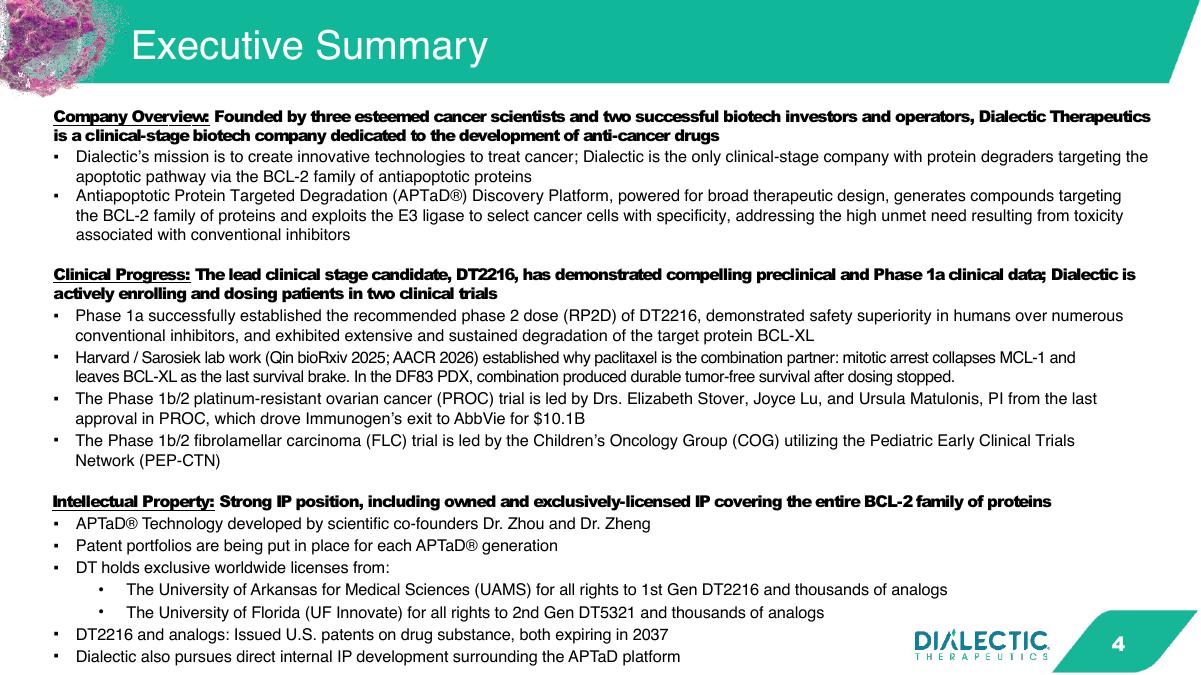 Executive Summary
Company Overview: Founded by three esteemed cancer scientists and two successful biotech investors and operators, Dialectic Therapeutics
is a clinical-stage biotech company dedicated to the development of anti-cancer drugs
▪ Dialectic's mission is to create innovative technologies to treat cancer; Dialectic is the only clinical-stage company with protein degraders targeting the
apoptotic pathway via the BCL-2 family of antiapoptotic proteins
▪ Antiapoptotic Protein Targeted Degradation (APTaD®) Discovery Platform, powered for broad therapeutic design, generates compounds targeting
the BCL-2 family of proteins and exploits the E3 ligase to select cancer cells with specificity, addressing the high unmet need resulting from toxicity
associated with conventional inhibitors
Clinical Progress: The lead clinical stage candidate, DT2216, has demonstrated compelling preclinical and Phase 1a clinical data; Dialectic is
actively enrolling and dosing patients in two clinical trials
▪ Phase 1a successfully established the recommended phase 2 dose (RP2D) of DT2216, demonstrated safety superiority in humans over numerous
conventional inhibitors, and exhibited extensive and sustained degradation of the target protein BCL-XL
▪ Harvard / Sarosiek lab work (Qin bioRxiv 2025; AACR 2026) established why paclitaxel is the combination partner: mitotic arrest collapses MCL-1 and
leaves BCL-XL as the last survival brake. In the DF83 PDX, combination produced durable tumor-free survival after dosing stopped.
▪ The Phase 1b/2 platinum-resistant ovarian cancer (PROC) trial is led by Drs. Elizabeth Stover, Joyce Lu, and Ursula Matulonis, PI from the last
approval in PROC, which drove Immunogen's exit to AbbVie for $10.1B
▪ The Phase 1b/2 fibrolamellar carcinoma (FLC) trial is led by the Children's Oncology Group (COG) utilizing the Pediatric Early Clinical Trials
Network (PEP-CTN)
Intellectual Property: Strong IP position, including owned and exclusively-licensed IP covering the entire BCL-2 family of proteins
▪ APTaD® Technology developed by scientific co-founders Dr. Zhou and Dr. Zheng
▪ Patent portfolios are being put in place for each APTaD® generation
▪ DT holds exclusive worldwide licenses from:
• The University of Arkansas for Medical Sciences (UAMS) for all rights to 1st Gen DT2216 and thousands of analogs
• The University of Florida (UF Innovate) for all rights to 2nd Gen DT5321 and thousands of analogs
▪ DT2216 and analogs: Issued U.S. patents on drug substance, both expiring in 2037
▪ Dialectic also pursues direct internal IP development surrounding the APTaD platform
DIALECTIC
THERAPEUTICS
4